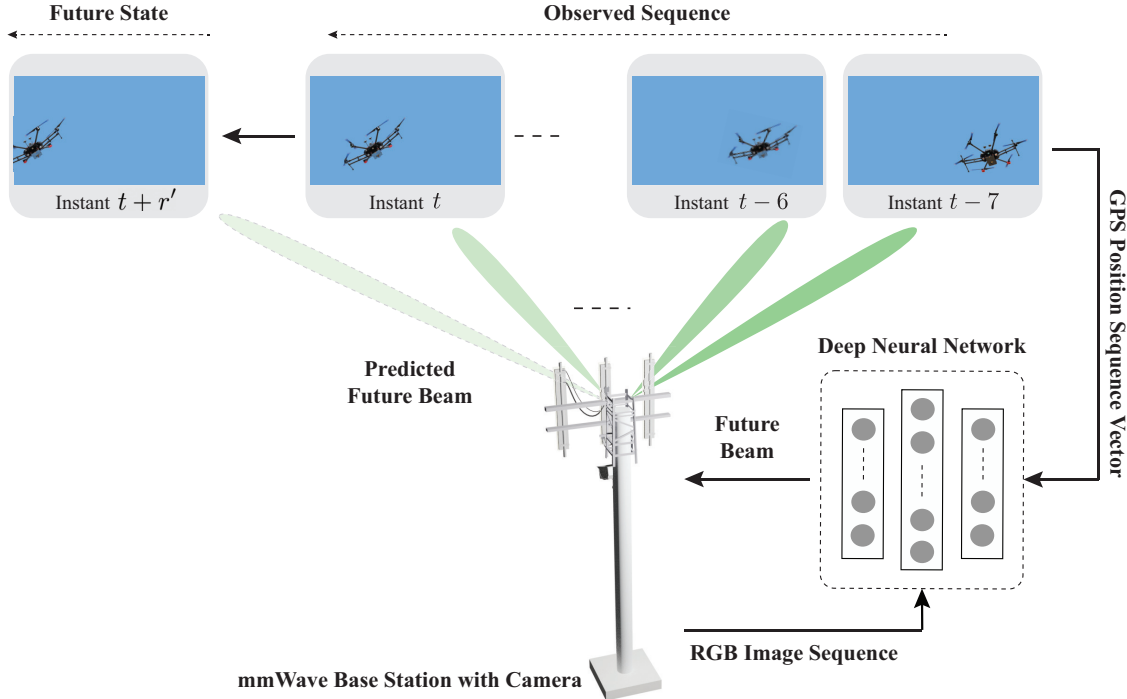 Future State
Observed Sequence
Instant t + r′
Instant t
Instant t − 6
Instant t − 7
GPS Position Sequence Vector
Predicted
Future Beam
Deep Neural Network
Future
Beam
RGB Image Sequence
mmWave Base Station with Camera